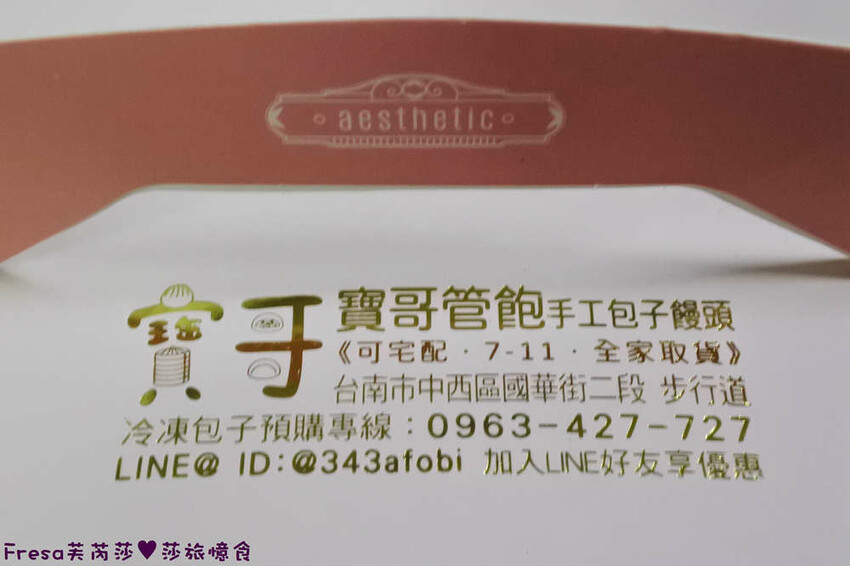 aesthetic
寶哥
寶哥管飽手工包子饅頭
《可宅配‧7-11‧全家取貨》
台南市中西區國華街二段 步行道
冷凍包子預購專線：0963-427-727
LINE@ ID:@343afobi 加入LINE好友享優惠
Fresa芙芮莎♥莎旅憶食